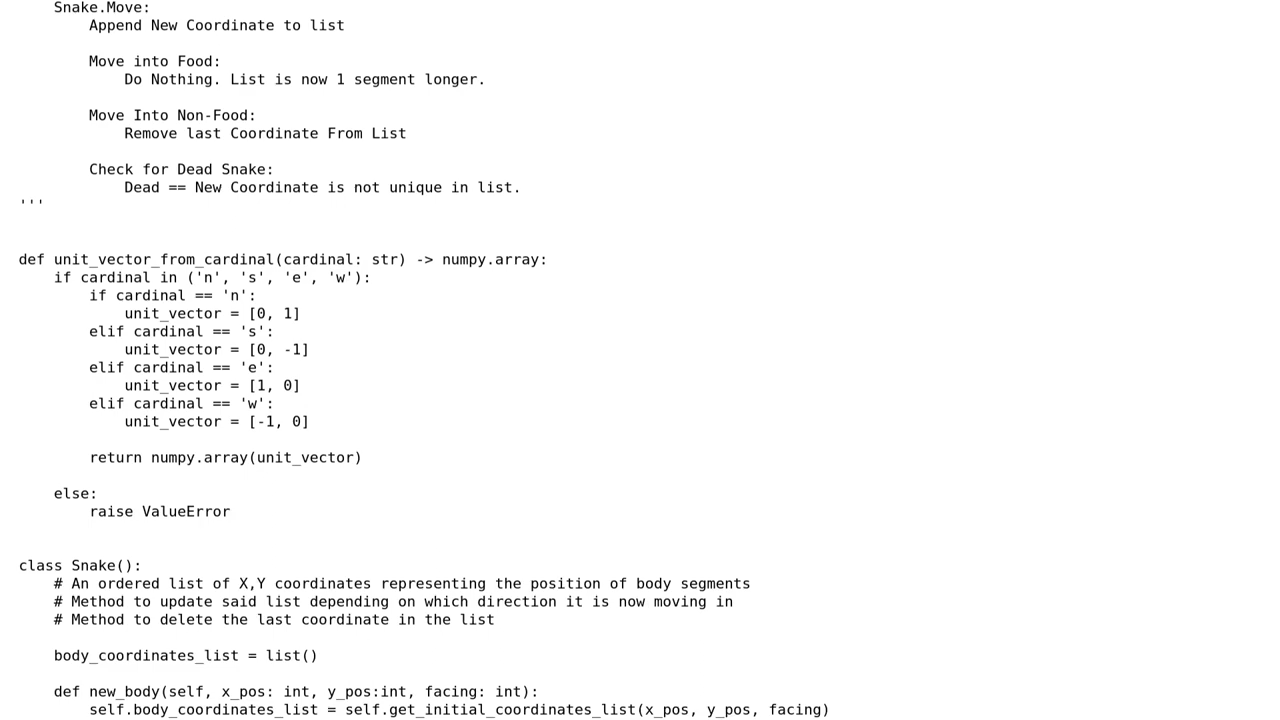 Snake.Move:
        Append New Coordinate to list

        Move into Food:
            Do Nothing. List is now 1 segment longer.

        Move Into Non-Food:
            Remove last Coordinate From List

        Check for Dead Snake:
            Dead == New Coordinate is not unique in list.
'''


def unit_vector_from_cardinal(cardinal: str) -> numpy.array:
    if cardinal in ('n', 's', 'e', 'w'):
        if cardinal == 'n':
            unit_vector = [0, 1]
        elif cardinal == 's':
            unit_vector = [0, -1]
        elif cardinal == 'e':
            unit_vector = [1, 0]
        elif cardinal == 'w':
            unit_vector = [-1, 0]

        return numpy.array(unit_vector)

    else:
        raise ValueError


class Snake():
    # An ordered list of X,Y coordinates representing the position of body segments
    # Method to update said list depending on which direction it is now moving in
    # Method to delete the last coordinate in the list

    body_coordinates_list = list()

    def new_body(self, x_pos: int, y_pos:int, facing: int):
        self.body_coordinates_list = self.get_initial_coordinates_list(x_pos, y_pos, facing)